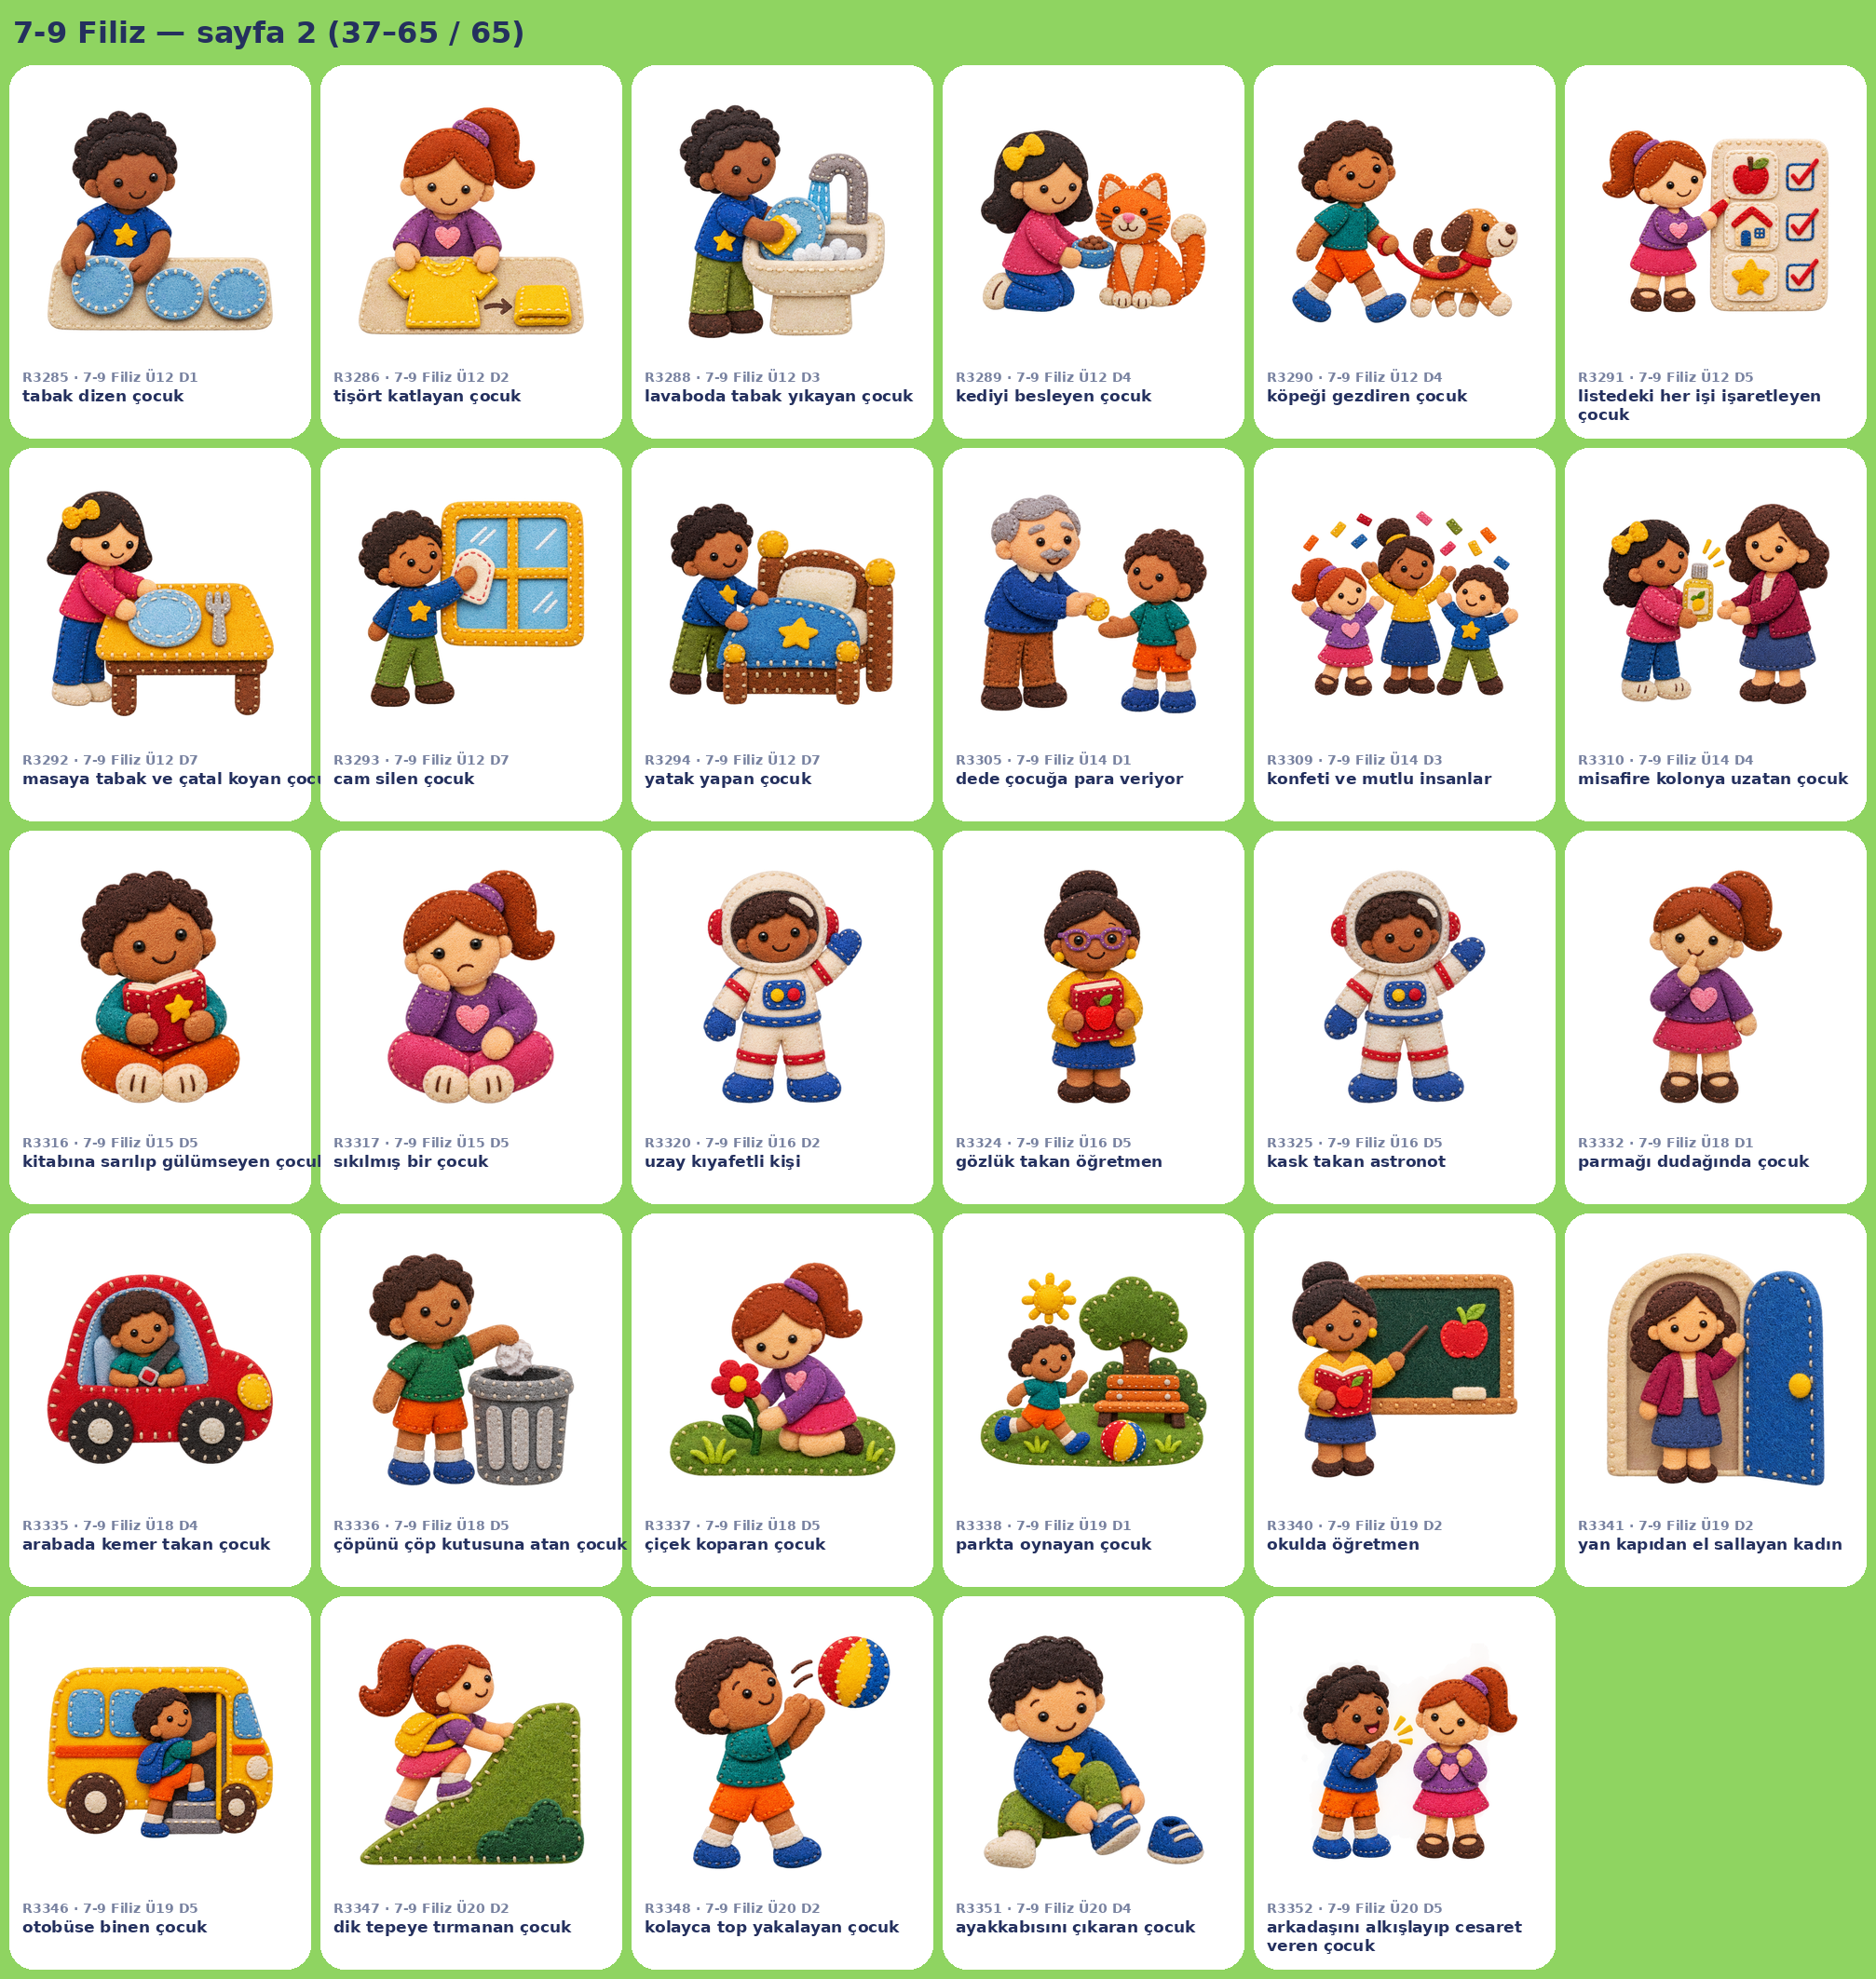 7-9 Filiz — sayfa 2 (37–65 / 65)
R3285 · 7-9 Filiz Ü12 D1
tabak dizen çocuk
R3286 · 7-9 Filiz Ü12 D2
tişört katlayan çocuk
R3288 · 7-9 Filiz Ü12 D3
lavaboda tabak yıkayan çocuk
R3289 · 7-9 Filiz Ü12 D4
kediyi besleyen çocuk
R3290 · 7-9 Filiz Ü12 D4
köpeği gezdiren çocuk
R3291 · 7-9 Filiz Ü12 D5
listedeki her işi işaretleyen
çocuk
R3292 · 7-9 Filiz Ü12 D7
masaya tabak ve çatal koyan
R3293 · 7-9 Filiz Ü12 D7
cam silen çocuk
R3294 · 7-9 Filiz Ü12 D7
yatak yapan çocuk
R3305 · 7-9 Filiz Ü14 D1
dede çocuğa para veriyor
R3309 · 7-9 Filiz Ü14 D3
konfeti ve mutlu insanlar
R3310 · 7-9 Filiz Ü14 D4
misafire kolonya uzatan çocuk
R3316 · 7-9 Filiz Ü15 D5
kitabına sarılıp gülümseyen çocuk
R3317 · 7-9 Filiz Ü15 D5
sıkılmış bir çocuk
R3320 · 7-9 Filiz Ü16 D2
uzay kıyafetli kişi
R3324 · 7-9 Filiz Ü16 D5
gözlük takan öğretmen
R3325 · 7-9 Filiz Ü16 D5
kask takan astronot
R3332 · 7-9 Filiz Ü18 D1
parmağı dudağında çocuk
R3335 · 7-9 Filiz Ü18 D4
arabada kemer takan çocuk
R3336 · 7-9 Filiz Ü18 D5
çöpünü çöp kutusuna atan çocuk
R3337 · 7-9 Filiz Ü18 D5
çiçek koparan çocuk
R3338 · 7-9 Filiz Ü19 D1
parkta oynayan çocuk
R3340 · 7-9 Filiz Ü19 D2
okulda öğretmen
R3341 · 7-9 Filiz Ü19 D2
yan kapıdan el sallayan kadın
R3346 · 7-9 Filiz Ü19 D5
otobüse binen çocuk
R3347 · 7-9 Filiz Ü20 D2
dik tepeye tırmanan çocuk
R3348 · 7-9 Filiz Ü20 D2
kolayca top yakalayan çocuk
R3351 · 7-9 Filiz Ü20 D4
ayakkabısını çıkaran çocuk
R3352 · 7-9 Filiz Ü20 D5
arkadaşını alkışlayıp cesaret
veren çocuk